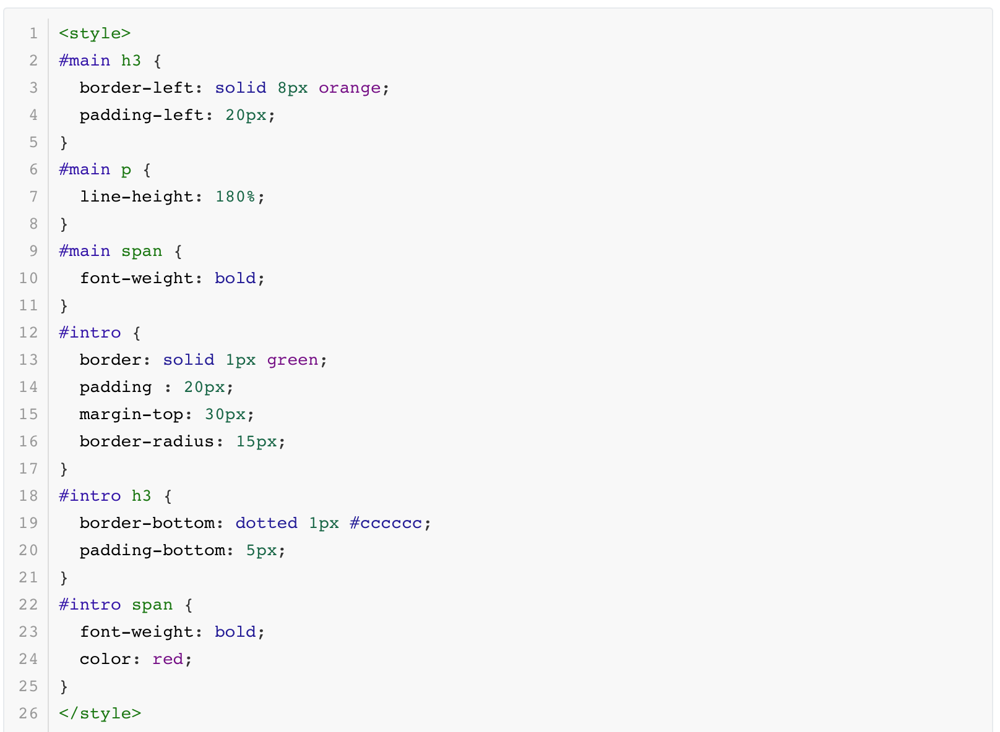 1 <style>
2 #main h3 {
3   border-left: solid 8px orange;
4   padding-left: 20px;
5 }
6 #main p {
7   line-height: 180%;
8 }
9 #main span {
10   font-weight: bold;
11 }
12 #intro {
13   border: solid 1px green;
14   padding : 20px;
15   margin-top: 30px;
16   border-radius: 15px;
17 }
18 #intro h3 {
19   border-bottom: dotted 1px #cccccc;
20   padding-bottom: 5px;
21 }
22 #intro span {
23   font-weight: bold;
24   color: red;
25 }
26 </style>